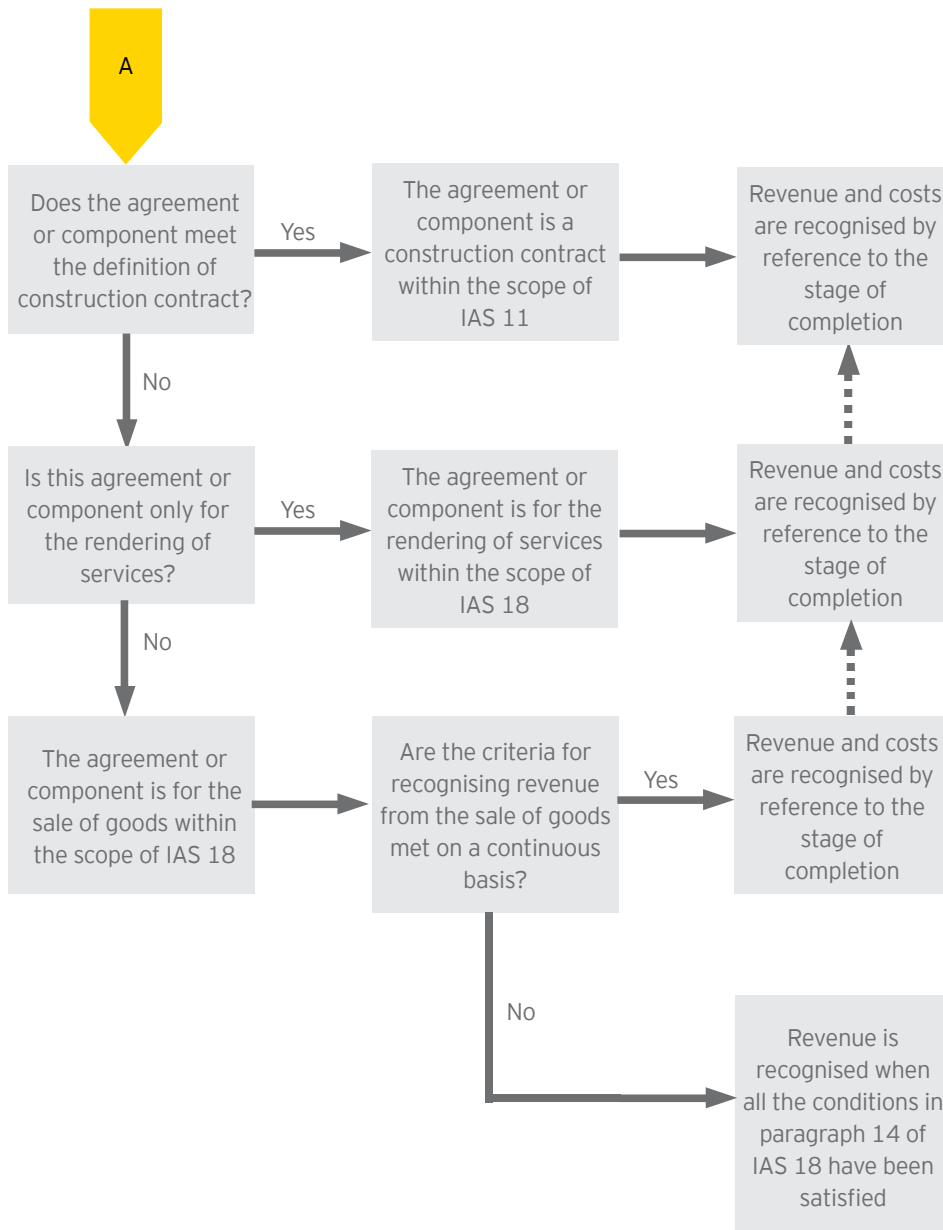 A
Does the agreement
or component meet
the definition of
construction contract?
Yes
The agreement or
component is a
construction contract
within the scope of
IAS 11
Revenue and costs
are recognised by
reference to the
stage of
completion
No
Is this agreement or
component only for
the rendering of
services?
Yes
The agreement or
component is for the
rendering of services
within the scope of
IAS 18
Revenue and costs
are recognised by
reference to the
stage of
completion
No
The agreement or
component is for the
sale of goods within
the scope of IAS 18
Are the criteria for
recognising revenue
from the sale of goods
met on a continuous
basis?
Yes
Revenue and costs
are recognised by
reference to the
stage of
completion
No
Revenue is
recognised when
all the conditions in
paragraph 14 of
IAS 18 have been
satisfied